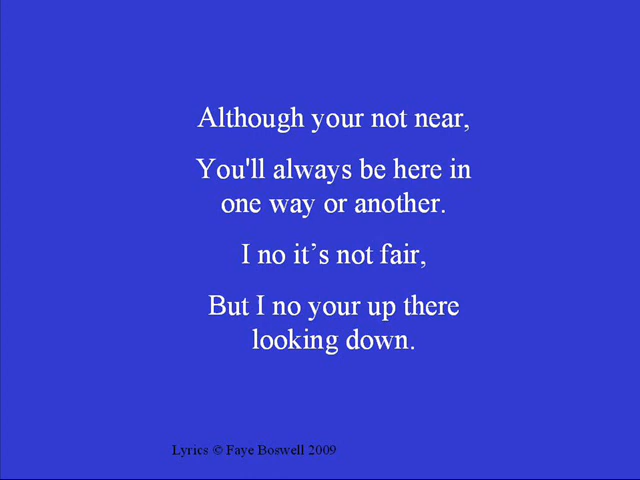 Although your not near,
You'll always be here in
one way or another.
I no it’s not fair,
But I no your up there
looking down.
Lyrics © Faye Boswell 2009